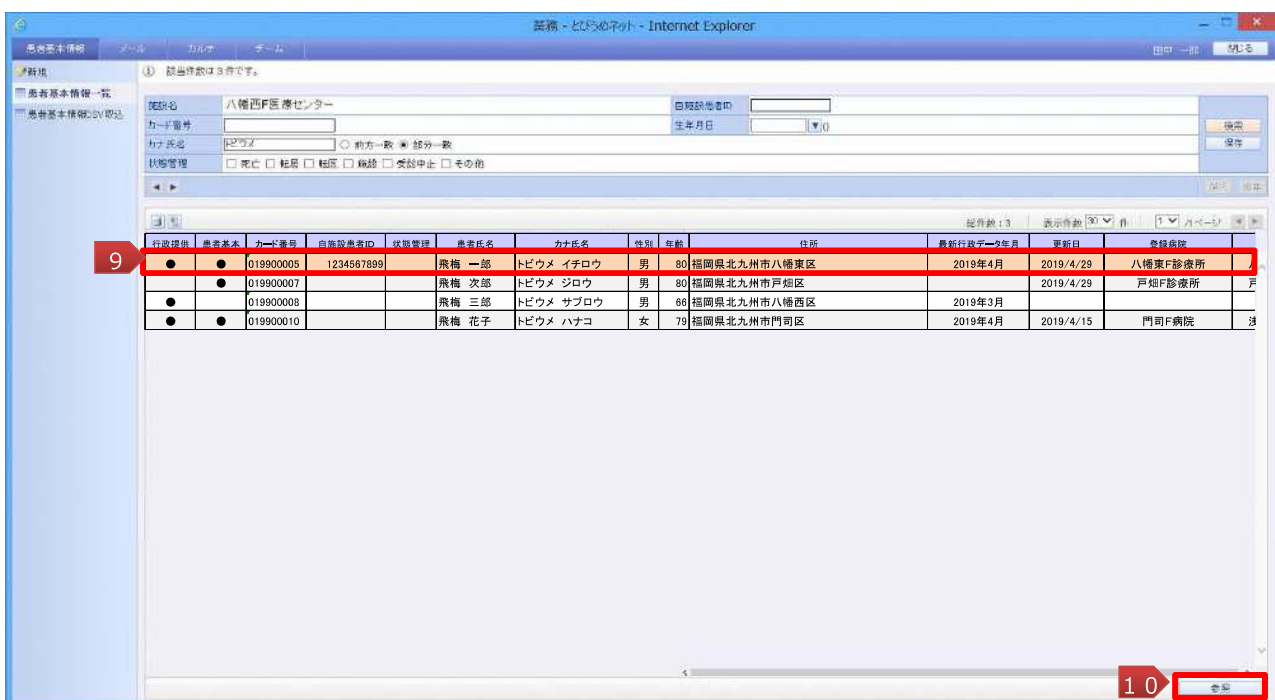 業務 - とびうめネット - Internet Explorer
患者基本情報 メール カルテ チーム 田中 一郎 閉じる
新規
患者基本情報一覧
患者基本情報CSV取込
該当件数は3件です。
施設名 八幡西F医療センター 自施設患者ID
カード番号 生年月日 ()
カナ氏名 トビウメ 前方一致 部分一致
検索
保存
状態管理 死亡 転居 転医 施設 受診中止 その他
総件数:3 表示件数 30 件 1 /1ページ
行政提供 患者基本 カード番号 自施設患者ID 状態管理 患者氏名 カナ氏名 性別 年齢 住所 最新行政データ年月 更新日 登録病院
9 ● ● 019900005 1234567899 飛梅 一郎 トビウメ イチロウ 男 80 福岡県北九州市八幡東区 2019年4月 2019/4/29 八幡東F診療所
● 019900007 飛梅 次郎 トビウメ ジロウ 男 80 福岡県北九州市戸畑区 2019/4/29 戸畑F診療所 戸
● 019900008 飛梅 三郎 トビウメ サブロウ 男 66 福岡県北九州市八幡西区 2019年3月
● ● 019900010 飛梅 花子 トビウメ ハナコ 女 79 福岡県北九州市門司区 2019年4月 2019/4/15 門司F病院 浅
10 参照